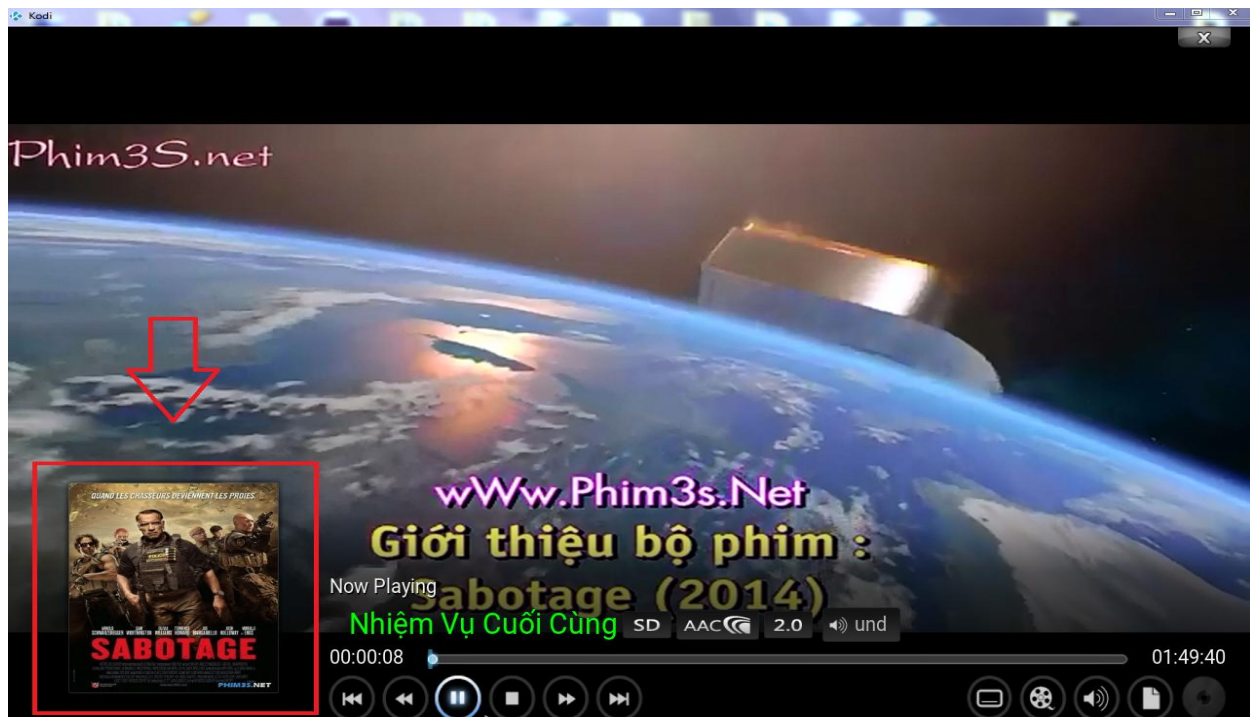 Kodi
Phim3S.net
wWw.Phim3s.Net
Giới thiệu bộ phim :
Sabotage (2014)
Now Playing
Nhiệm Vụ Cuối Cùng SD AAC 2.0 und
00:00:08 01:49:40
QUAND LES CHASSEURS DEVIENNENT LES PROIES.
SABOTAGE
PHIM3S.NET